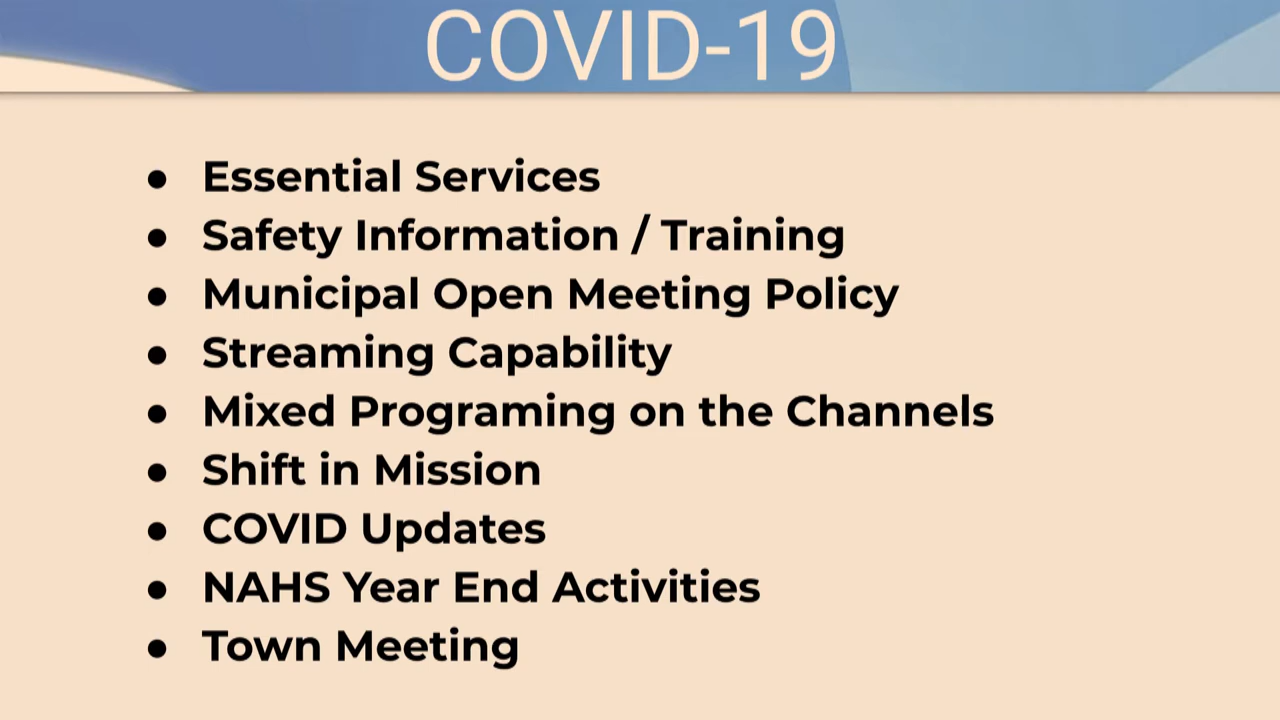 COVID-19
● Essential Services
● Safety Information / Training
● Municipal Open Meeting Policy
● Streaming Capability
● Mixed Programing on the Channels
● Shift in Mission
● COVID Updates
● NAHS Year End Activities
● Town Meeting